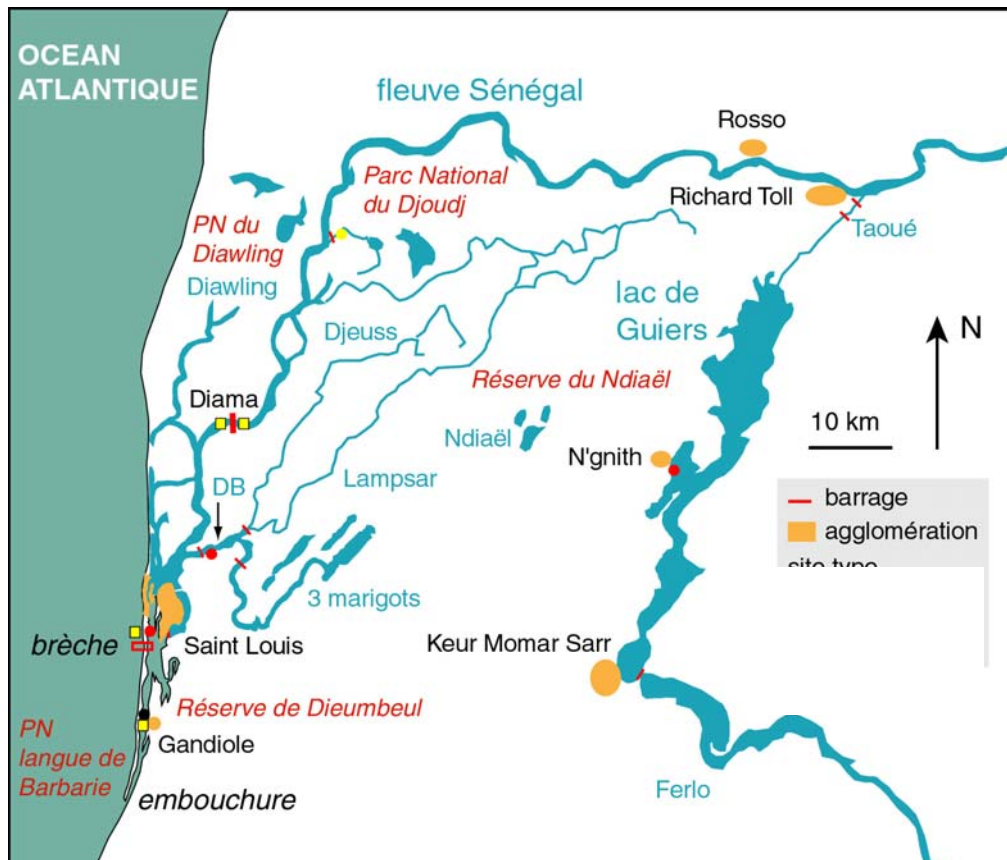 OCEAN
ATLANTIQUE
fleuve Sénégal
Rosso
Parc National
du Djoudj
Richard Toll
PN du
Diawling
Taoué
Diawling
lac de
Guiers
Djeuss
N
Réserve du Ndiaël
Diama
10 km
Ndiaël
N'gnith
DB
Lampsar
barrage
agglomération
3 marigots
brèche
Saint Louis
Keur Momar Sarr
Réserve de Dieumbeul
PN
langue de
Barbarie
Gandiole
embouchure
Ferlo